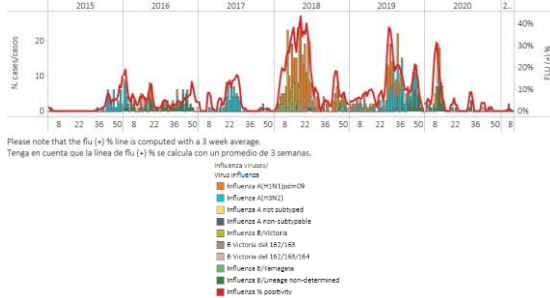 2015 2016 2017 2018 2019 2020 2..
N. cases/casos
20
10
0
40%
30%
20%
10%
0%
FLU (+) %
8 22 36 50 8 22 36 50 8 22 36 50 8 22 36 50 8 22 36 50 8 22 36 50 8
Please note that the flu (+) % line is computed with a 3 week average.
Tenga en cuenta que la línea de flu (+) % se calcula con un promedio de 3 semanas.
Influenza viruses/
Virus influenza
Influenza A(H1N1)pdm09
Influenza A(H3N2)
Influenza A not subtyped
Influenza A non-subtypable
Influenza B/Victoria
B Victoria del 162/163
B Victoria del 162/163/164
Influenza B/Yamagata
Influenza B/Lineage non-determined
Influenza % positivity